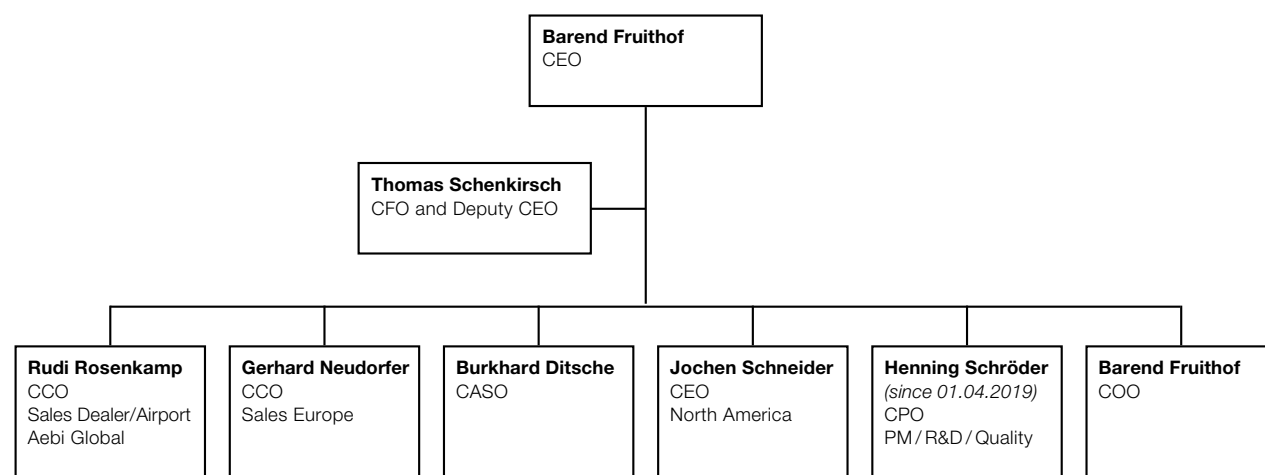 Barend Fruithof
CEO
Thomas Schenkirsch
CFO and Deputy CEO
Rudi Rosenkamp
CCO
Sales Dealer/Airport
Aebi Global
Gerhard Neudorfer
CCO
Sales Europe
Burkhard Ditsche
CASO
Jochen Schneider
CEO
North America
Henning Schröder
(since 01.04.2019)
CPO
PM / R&D / Quality
Barend Fruithof
COO